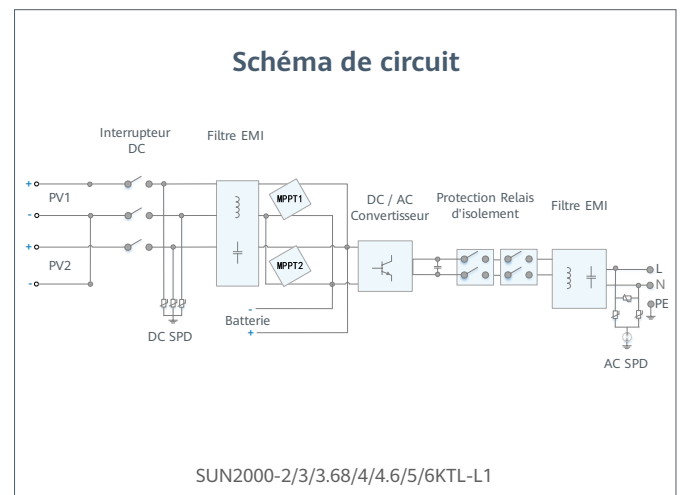 Schéma de circuit
Interrupteur
DC
Filtre EMI
+
PV1
-
+
PV2
-
MPPT1
MPPT2
DC / AC
Convertisseur
Protection Relais
d'isolement
Filtre EMI
L
N
PE
-
Batterie
+
DC SPD
AC SPD
SUN2000-2/3/3.68/4/4.6/5/6KTL-L1